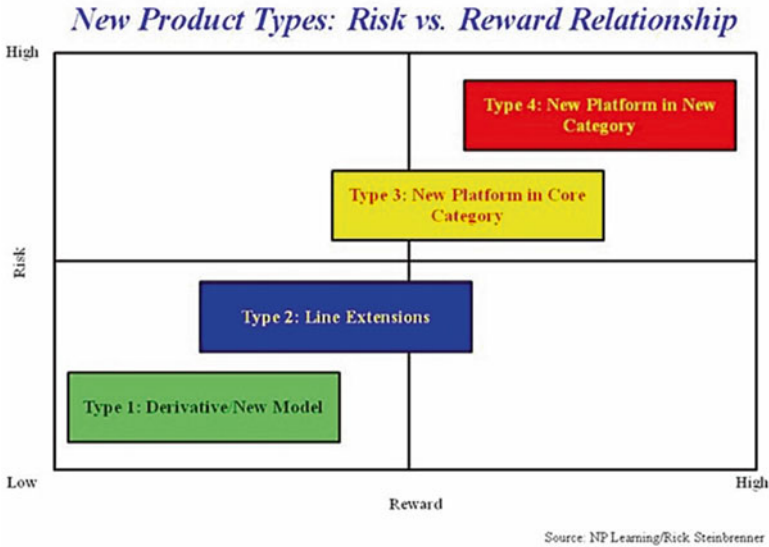 New Product Types: Risk vs. Reward Relationship
High
Type 4: New Platform in New
Category
Type 3: New Platform in Core
Category
Risk
Type 2: Line Extensions
Type 1: Derivative/New Model
Low
High
Reward
Source: NP Learning/Rick Steinbrenner